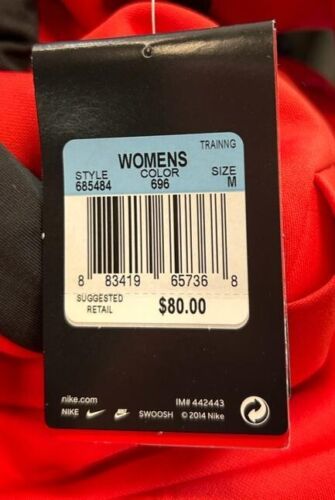 TRAINNG
WOMENS
STYLE COLOR SIZE
685484 696 M
8 83419 65736 8
SUGGESTED
RETAIL $80.00
nike.com IM# 442443
NIKE SWOOSH © 2014 Nike